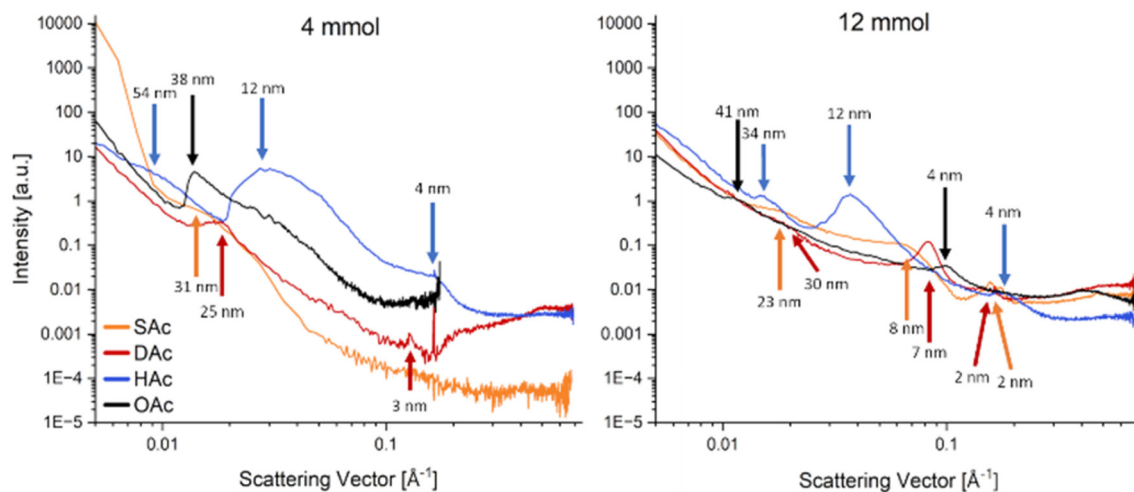 4 mmol
10000
1000
100
10
1
0.1
0.01
0.001
1E−4
1E−5
Intensity [a.u.]
54 nm
38 nm
12 nm
4 nm
31 nm
25 nm
3 nm
SAc
DAc
HAc
OAc
0.01
0.1
Scattering Vector [Å⁻¹]
12 mmol
10000
1000
100
10
1
0.1
0.01
0.001
1E−4
1E−5
41 nm
34 nm
12 nm
4 nm
4 nm
23 nm
30 nm
8 nm
7 nm
2 nm
2 nm
0.01
0.1
Scattering Vector [Å⁻¹]